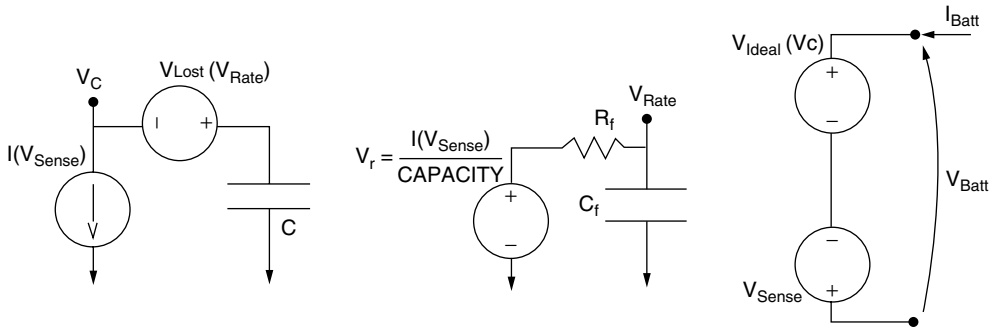 V_C
V_Lost (V_Rate)
I(V_Sense)
C
V_r = I(V_Sense) / CAPACITY
R_f
V_Rate
C_f
V_Ideal (Vc)
I_Batt
V_Batt
V_Sense